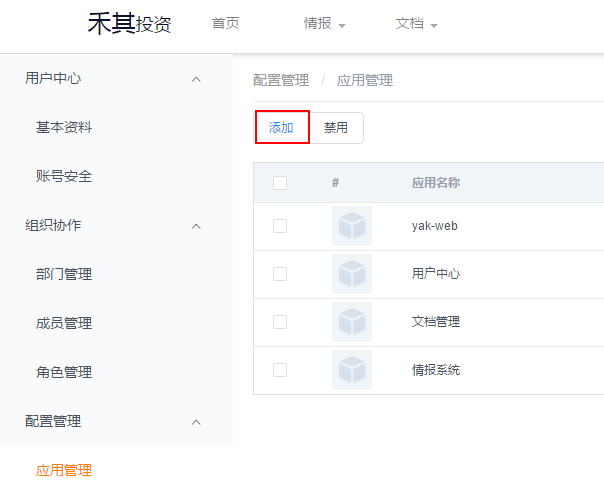 禾其投资 首页 情报 文档
用户中心
基本资料
账号安全
组织协作
部门管理
成员管理
角色管理
配置管理
应用管理
配置管理 / 应用管理
添加 禁用
# 应用名称
yak-web
用户中心
文档管理
情报系统